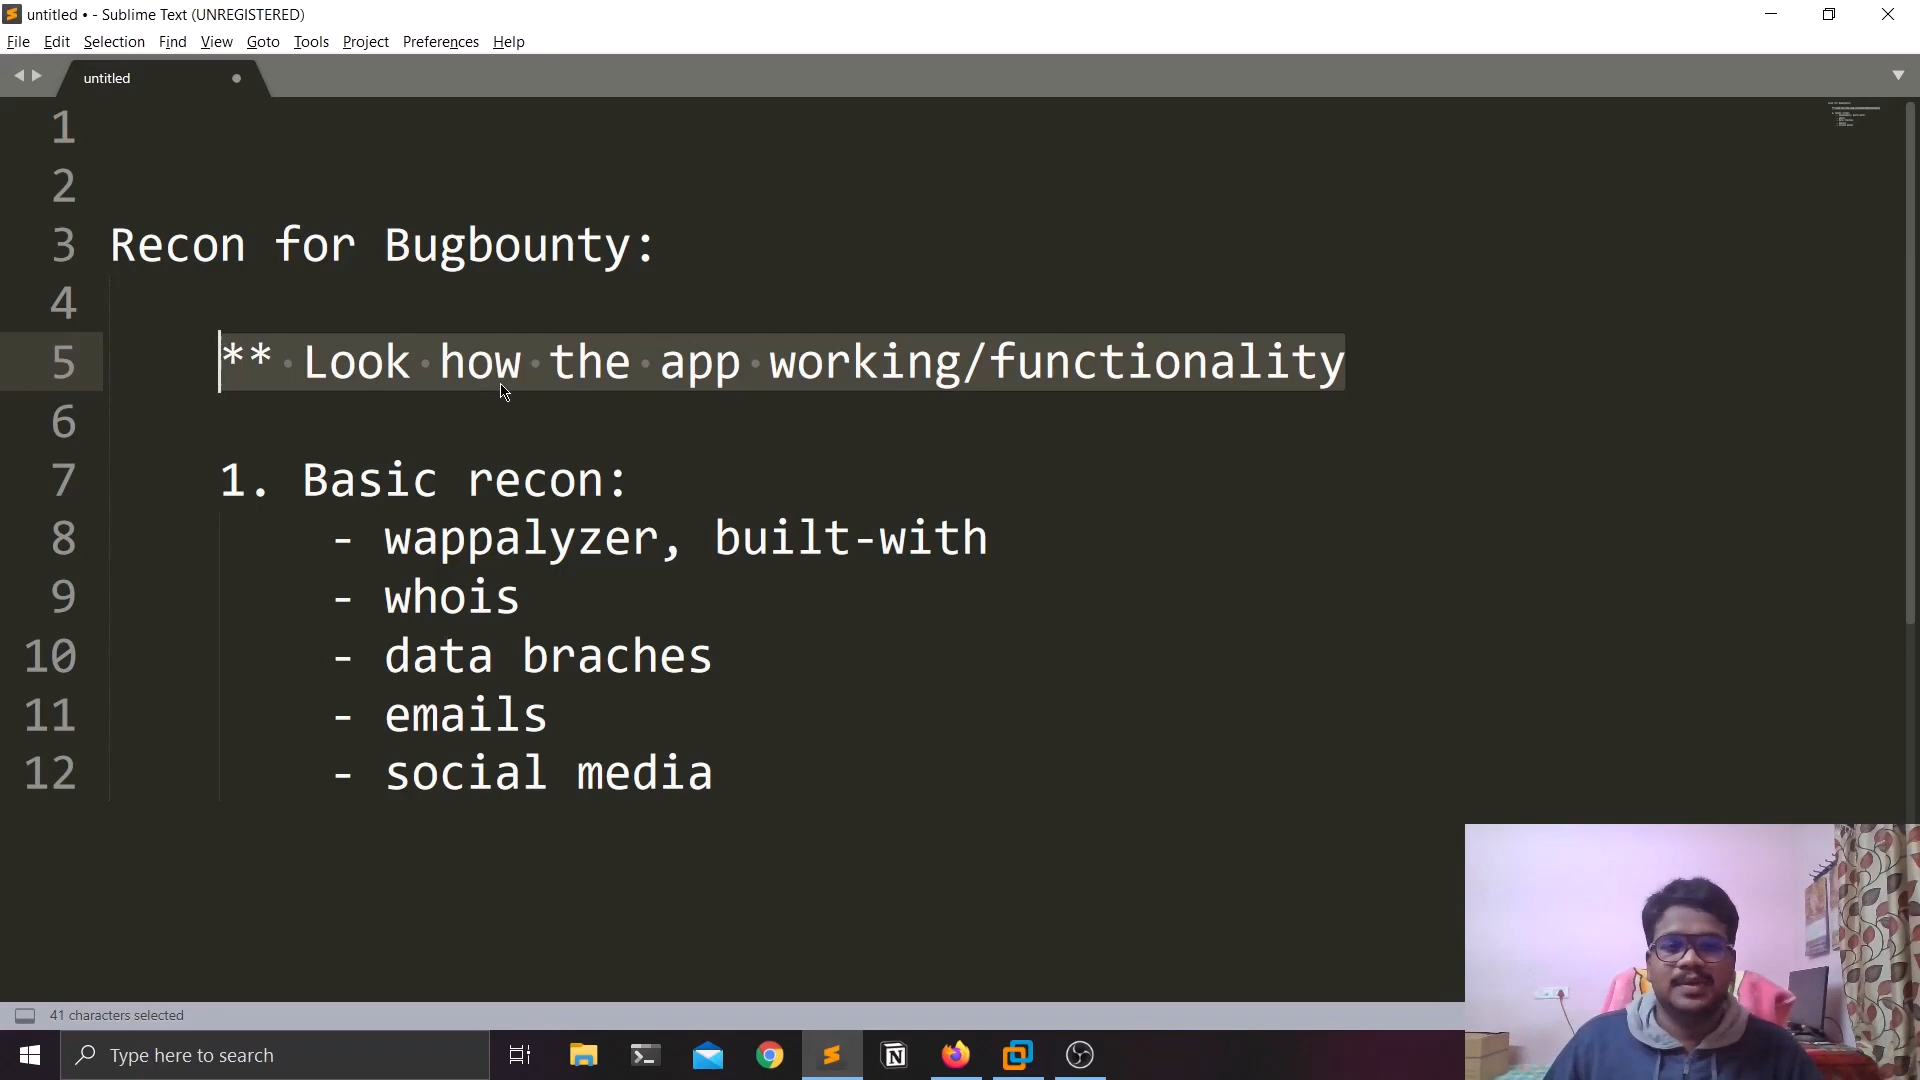 untitled • - Sublime Text (UNREGISTERED)
File Edit Selection Find View Goto Tools Project Preferences Help
untitled
1
2
3 Recon for Bugbounty:
4
5 ** Look how the app working/functionality
6
7 1. Basic recon:
8 - wappalyzer, built-with
9 - whois
10 - data braches
11 - emails
12 - social media
41 characters selected
Type here to search